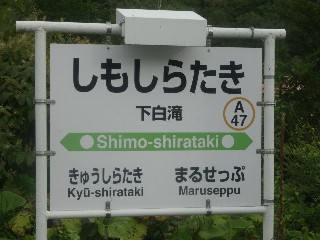 しもしらたき
下白滝
A
47
Shimo-shirataki
きゅうしらたき
Kyū-shirataki
まるせっぷ
Maruseppu